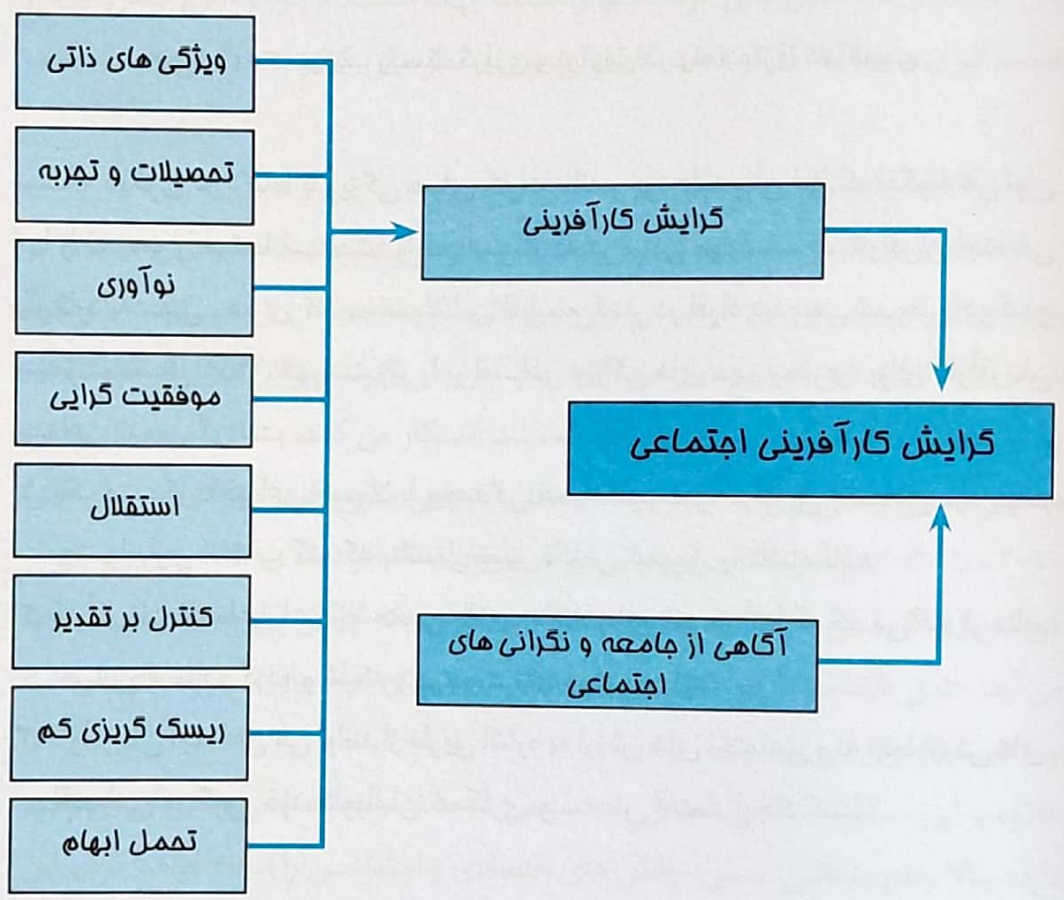 ویژگی های ذاتی
تحصیلات و تجربه
نوآوری
موفقیت گرایی
استقلال
کنترل بر تقدیر
ریسک گریزی کم
تحمل ابهام
گرایش کارآفرینی
گرایش کارآفرینی اجتماعی
آگاهی از جامعه و نگرانی های
اجتماعی